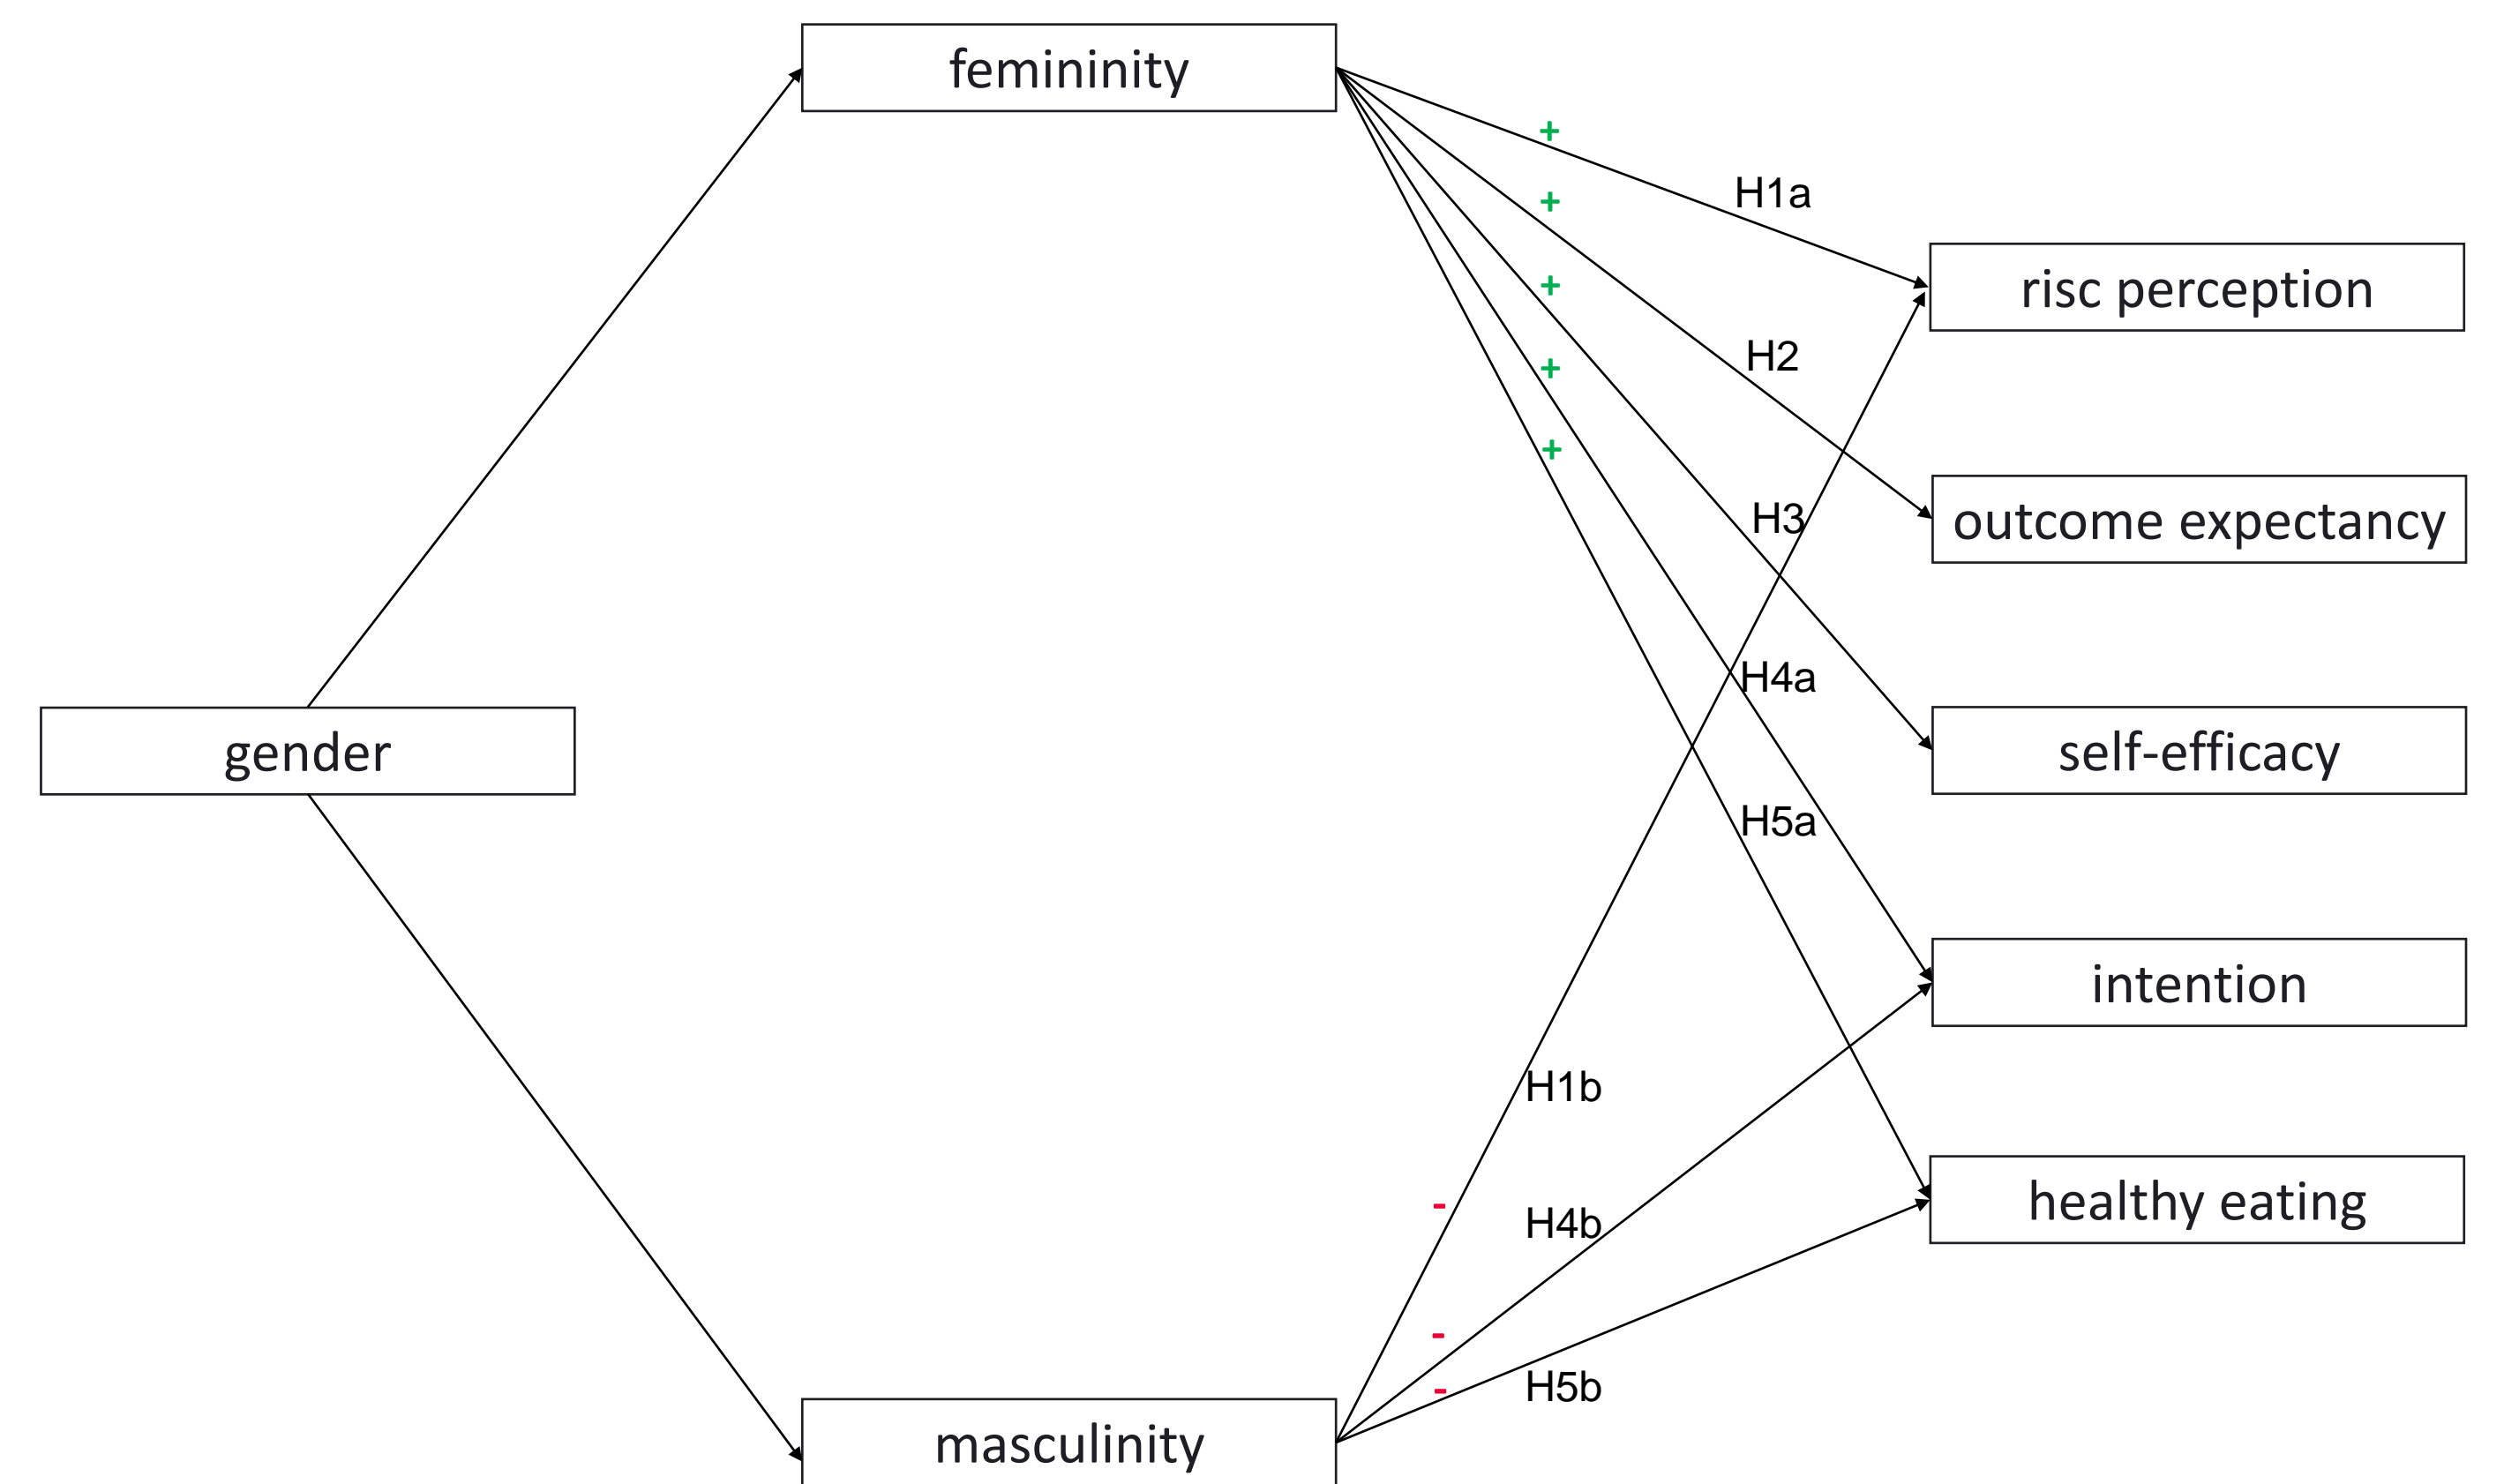 femininity
+
H1a
+
risc perception
+
H2
+
+
H3
outcome expectancy
H4a
gender
self-efficacy
H5a
intention
H1b
-
H4b
healthy eating
-
-
H5b
masculinity